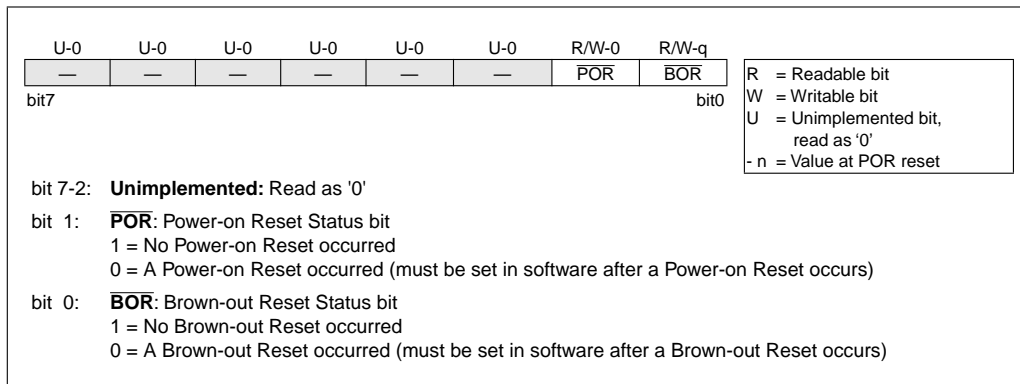 U-0 U-0 U-0 U-0 U-0 U-0 R/W-0 R/W-q
— — — — — — P̅O̅R̅ B̅O̅R̅
bit7 bit0
R = Readable bit
W = Writable bit
U = Unimplemented bit,
read as ‘0’
- n = Value at POR reset
bit 7-2: Unimplemented: Read as '0'
bit 1: P̅O̅R̅: Power-on Reset Status bit
1 = No Power-on Reset occurred
0 = A Power-on Reset occurred (must be set in software after a Power-on Reset occurs)
bit 0: B̅O̅R̅: Brown-out Reset Status bit
1 = No Brown-out Reset occurred
0 = A Brown-out Reset occurred (must be set in software after a Brown-out Reset occurs)